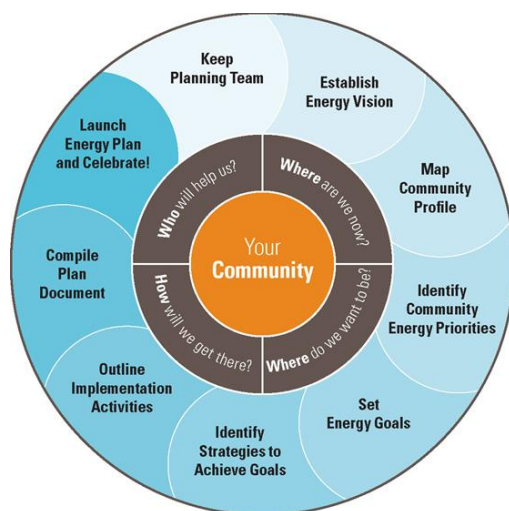 Keep
Planning Team
Establish
Energy Vision
Map
Community
Profile
Identify
Community
Energy Priorities
Set
Energy Goals
Identify
Strategies to
Achieve Goals
Outline
Implementation
Activities
Compile
Plan
Document
Launch
Energy Plan
and Celebrate!
Who will help us?
Where are we now?
Where do we want to be?
How will we get there?
Your
Community